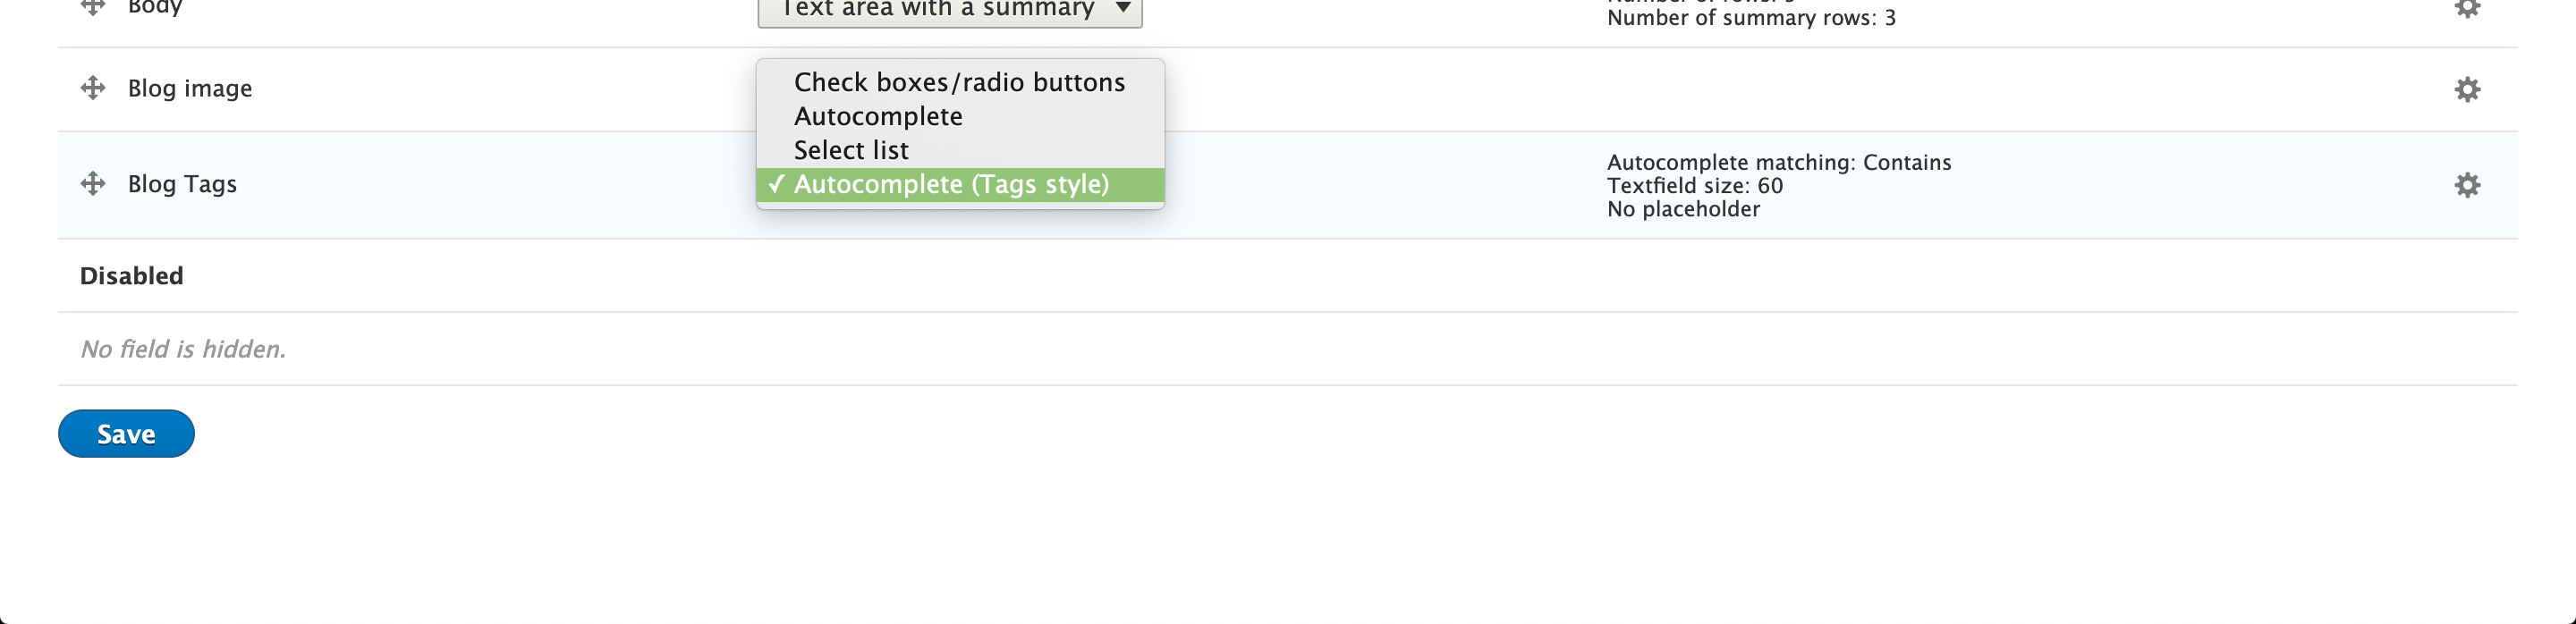 Body
Text area with a summary
Number of summary rows: 3
Blog image
Check boxes/radio buttons
Autocomplete
Select list
✓ Autocomplete (Tags style)
Blog Tags
Autocomplete matching: Contains
Textfield size: 60
No placeholder
Disabled
No field is hidden.
Save